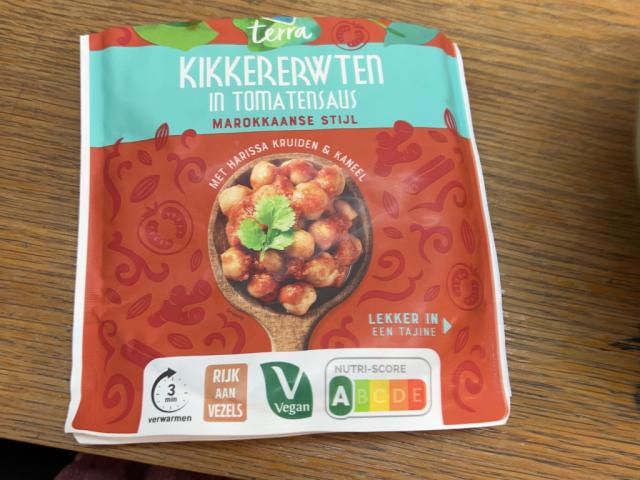 terra
KIKKERERWTEN
IN TOMATENSAUS
MAROKKAANSE STIJL
MET HARISSA KRUIDEN & KANEEL
LEKKER IN
EEN TAJINE
3
min
verwarmen
RIJK
AAN
VEZELS
V
Vegan
NUTRI-SCORE
A B C D E